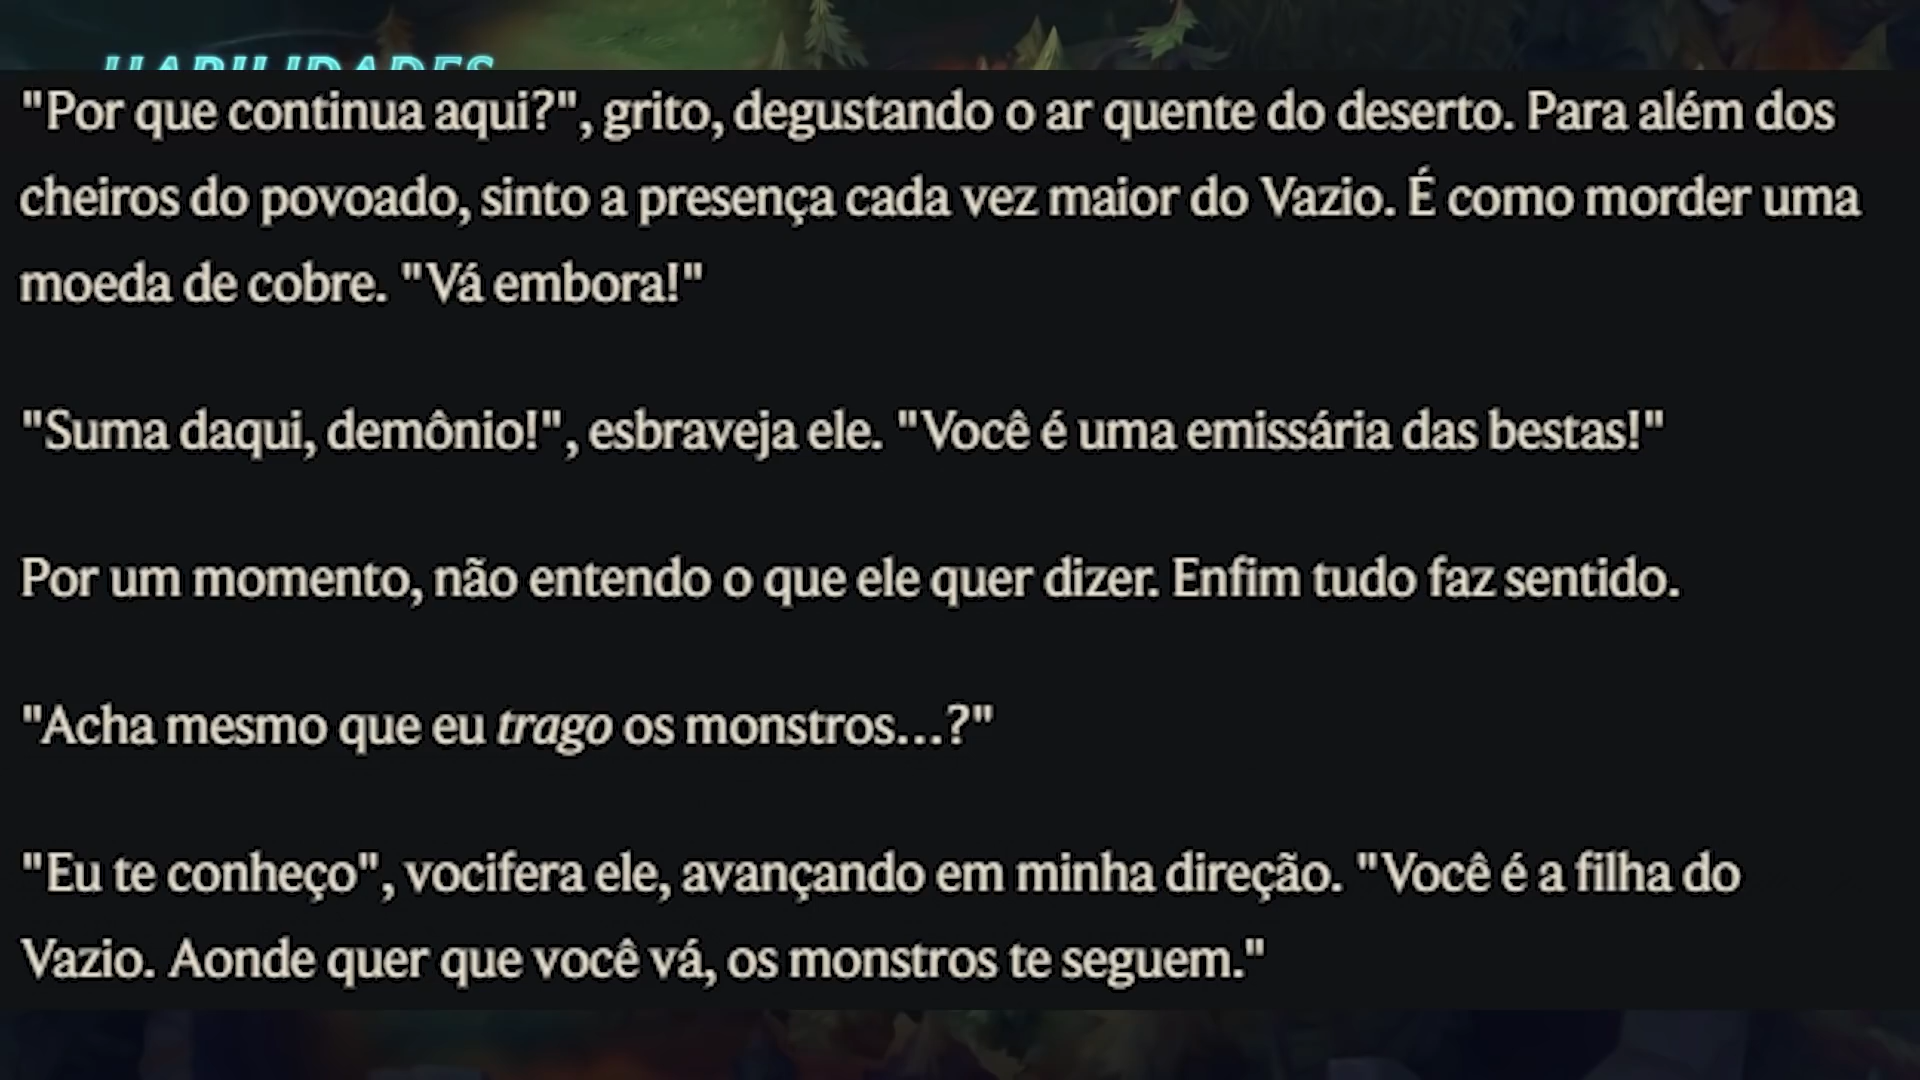 HABILIDADES
"Por que continua aqui?", grito, degustando o ar quente do deserto. Para além dos
cheiros do povoado, sinto a presença cada vez maior do Vazio. É como morder uma
moeda de cobre. "Vá embora!"
"Suma daqui, demônio!", esbraveja ele. "Você é uma emissária das bestas!"
Por um momento, não entendo o que ele quer dizer. Enfim tudo faz sentido.
"Acha mesmo que eu trago os monstros...?"
"Eu te conheço", vocifera ele, avançando em minha direção. "Você é a filha do
Vazio. Aonde quer que você vá, os monstros te seguem."